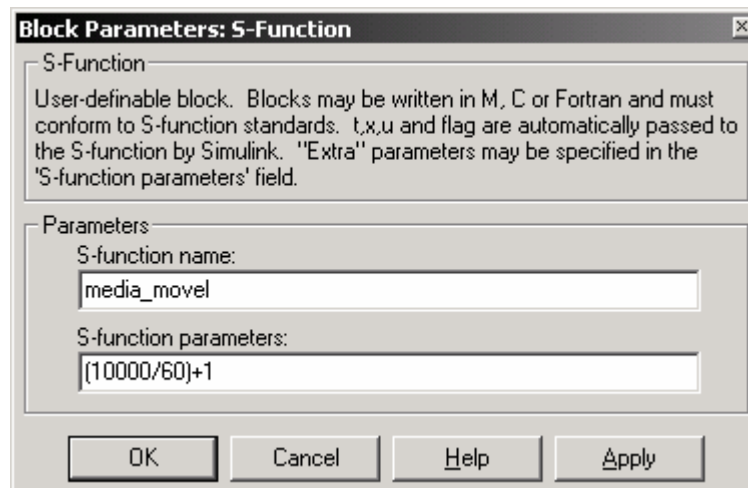 Block Parameters: S-Function
S-Function
User-definable block.  Blocks may be written in M, C or Fortran and must
conform to S-function standards.  t,x,u and flag are automatically passed to
the S-function by Simulink.  "Extra" parameters may be specified in the
'S-function parameters' field.
Parameters
S-function name:
media_movel
S-function parameters:
(10000/60)+1
OK Cancel Help Apply